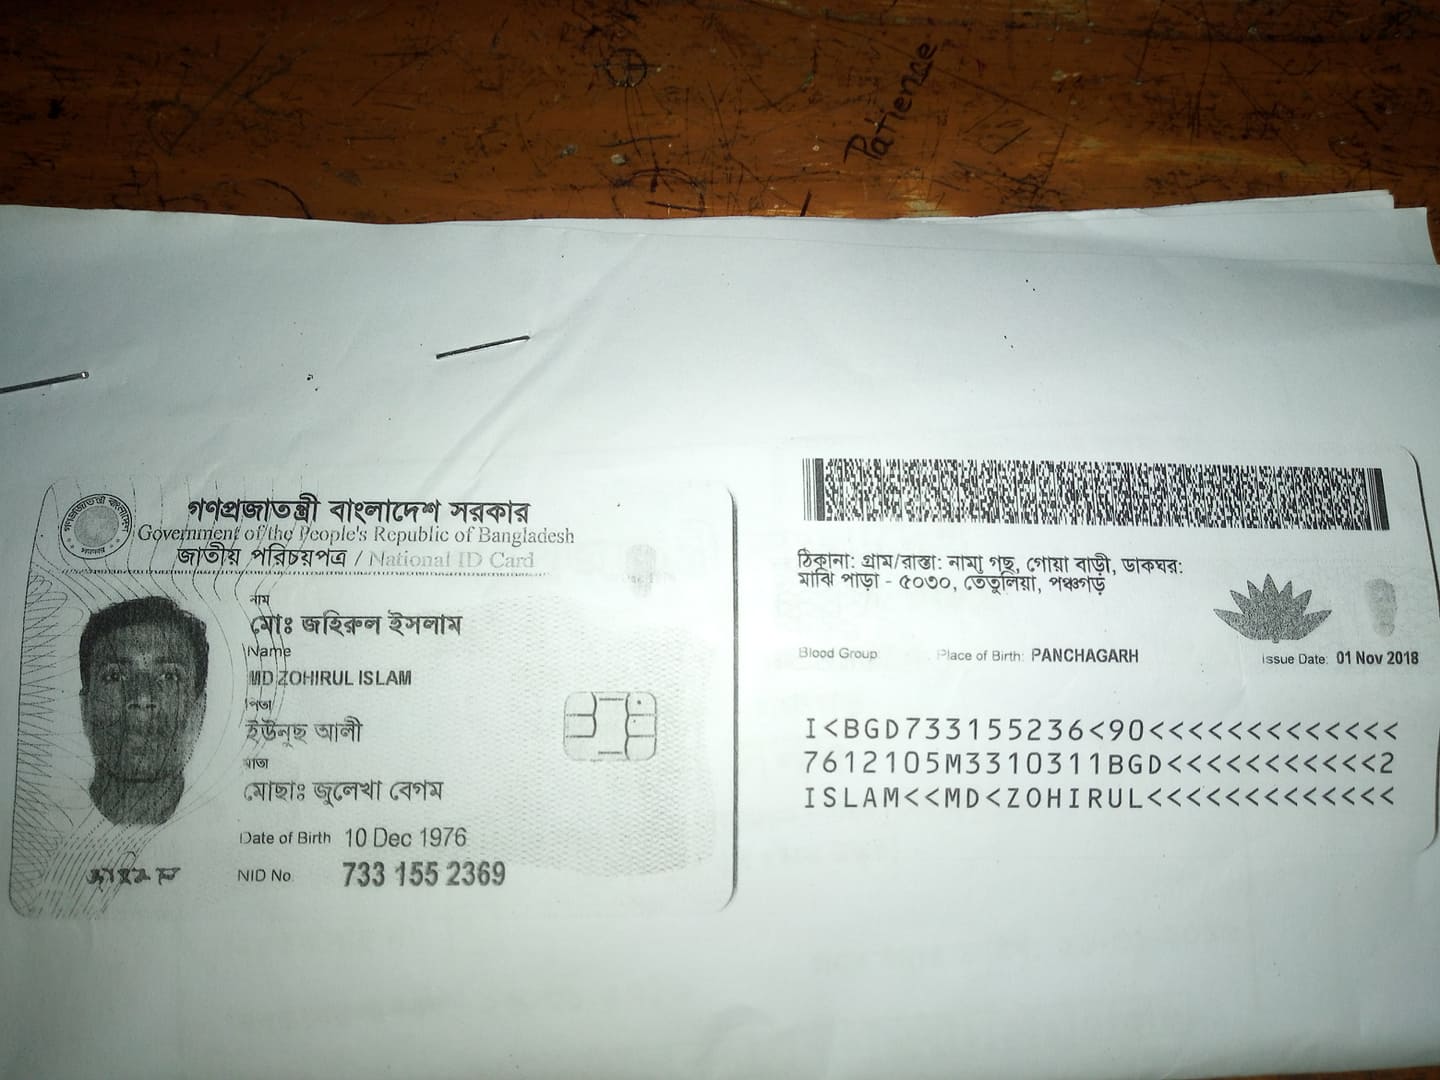 Patience
গণপ্রজাতন্ত্রী বাংলাদেশ সরকার
Government of the People's Republic of Bangladesh
জাতীয় পরিচয়পত্র / National ID Card
নাম
মোঃ জহিরুল ইসলাম
Name
MD ZOHIRUL ISLAM
পিতা
ইউনুছ আলী
মাতা
মোছাঃ জুলেখা বেগম
Date of Birth 10 Dec 1976
NID No 733 155 2369
ঠিকানা: গ্রাম/রাস্তা: নাম্য গছ, গোয়া বাড়ী, ডাকঘর:
মাঝি পাড়া - ৫০৩০, তেতুলিয়া, পঞ্চগড়
Blood Group: Place of Birth: PANCHAGARH Issue Date: 01 Nov 2018
I<BGD733155236<90<<<<<<<<<<<<<
7612105M3310311BGD<<<<<<<<<<<2
ISLAM<<MD<ZOHIRUL<<<<<<<<<<<<<